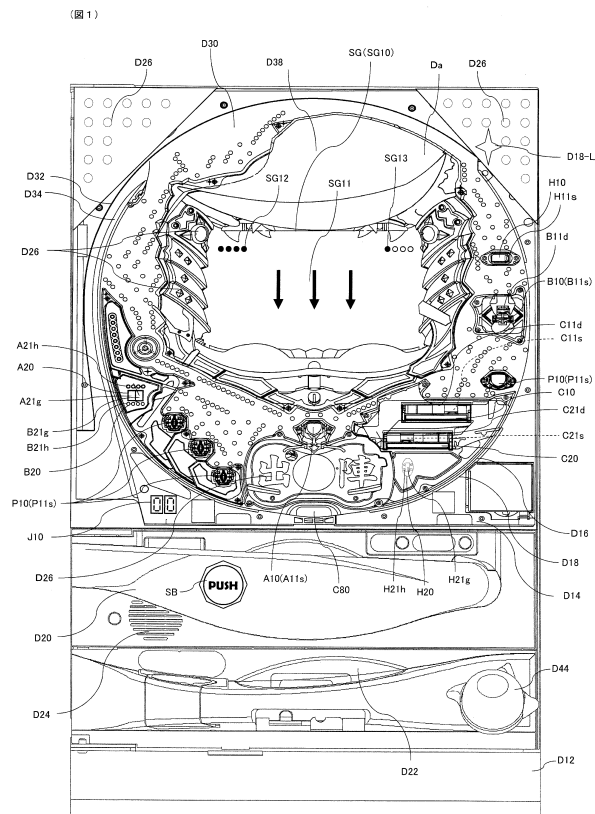 (図1)
D30
D38
SG(SG10)
Da
D26
D26
D18-L
SG13
H10
H11s
SG12
SG11
D32
D34
B11d
D26
B10(B11s)
C11d
C11s
A21h
A20
P10(P11s)
C10
A21g
C21d
B21g
B21h
C21s
B20
C20
出陣
P10(P11s)
00
J10
D16
D26
A10(A11s)
C80
H21h
H20
H21g
D18
D14
SB
PUSH
D20
D44
D24
D22
D12